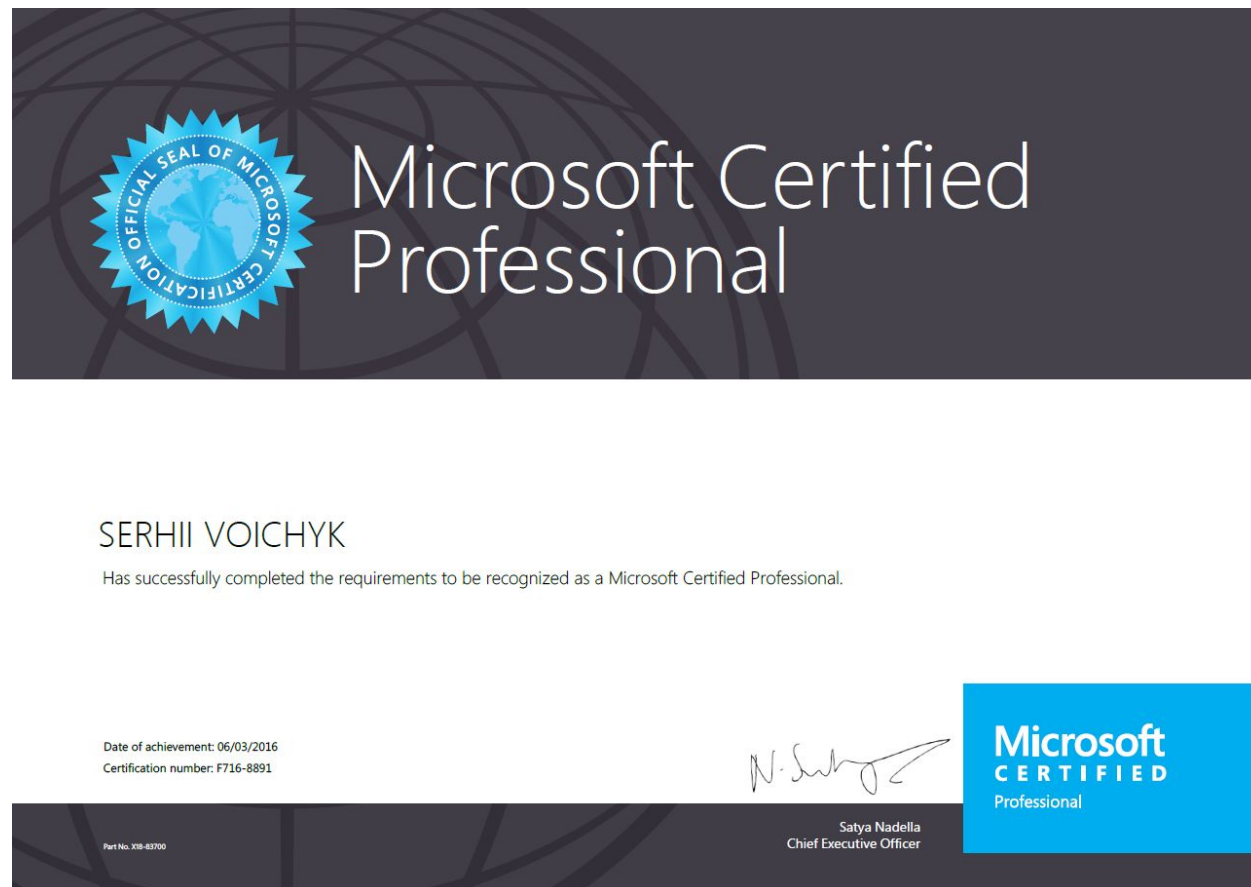 OFFICIAL SEAL OF MICROSOFT CERTIFICATION
Microsoft Certified
Professional
SERHII VOICHYK
Has successfully completed the requirements to be recognized as a Microsoft Certified Professional.
Date of achievement: 06/03/2016
Certification number: F716-8891
N. Satya
Microsoft
CERTIFIED
Professional
Satya Nadella
Chief Executive Officer
Part No. X18-83700